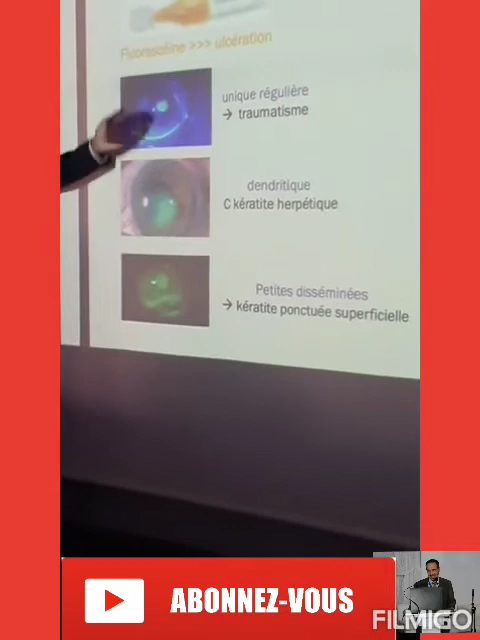 Fluorescéine >>> ulcération
unique régulière
→ traumatisme
dendritique
C kératite herpétique
Petites disséminées
→ kératite ponctuée superficielle
ABONNEZ-VOUS
FILMIGO